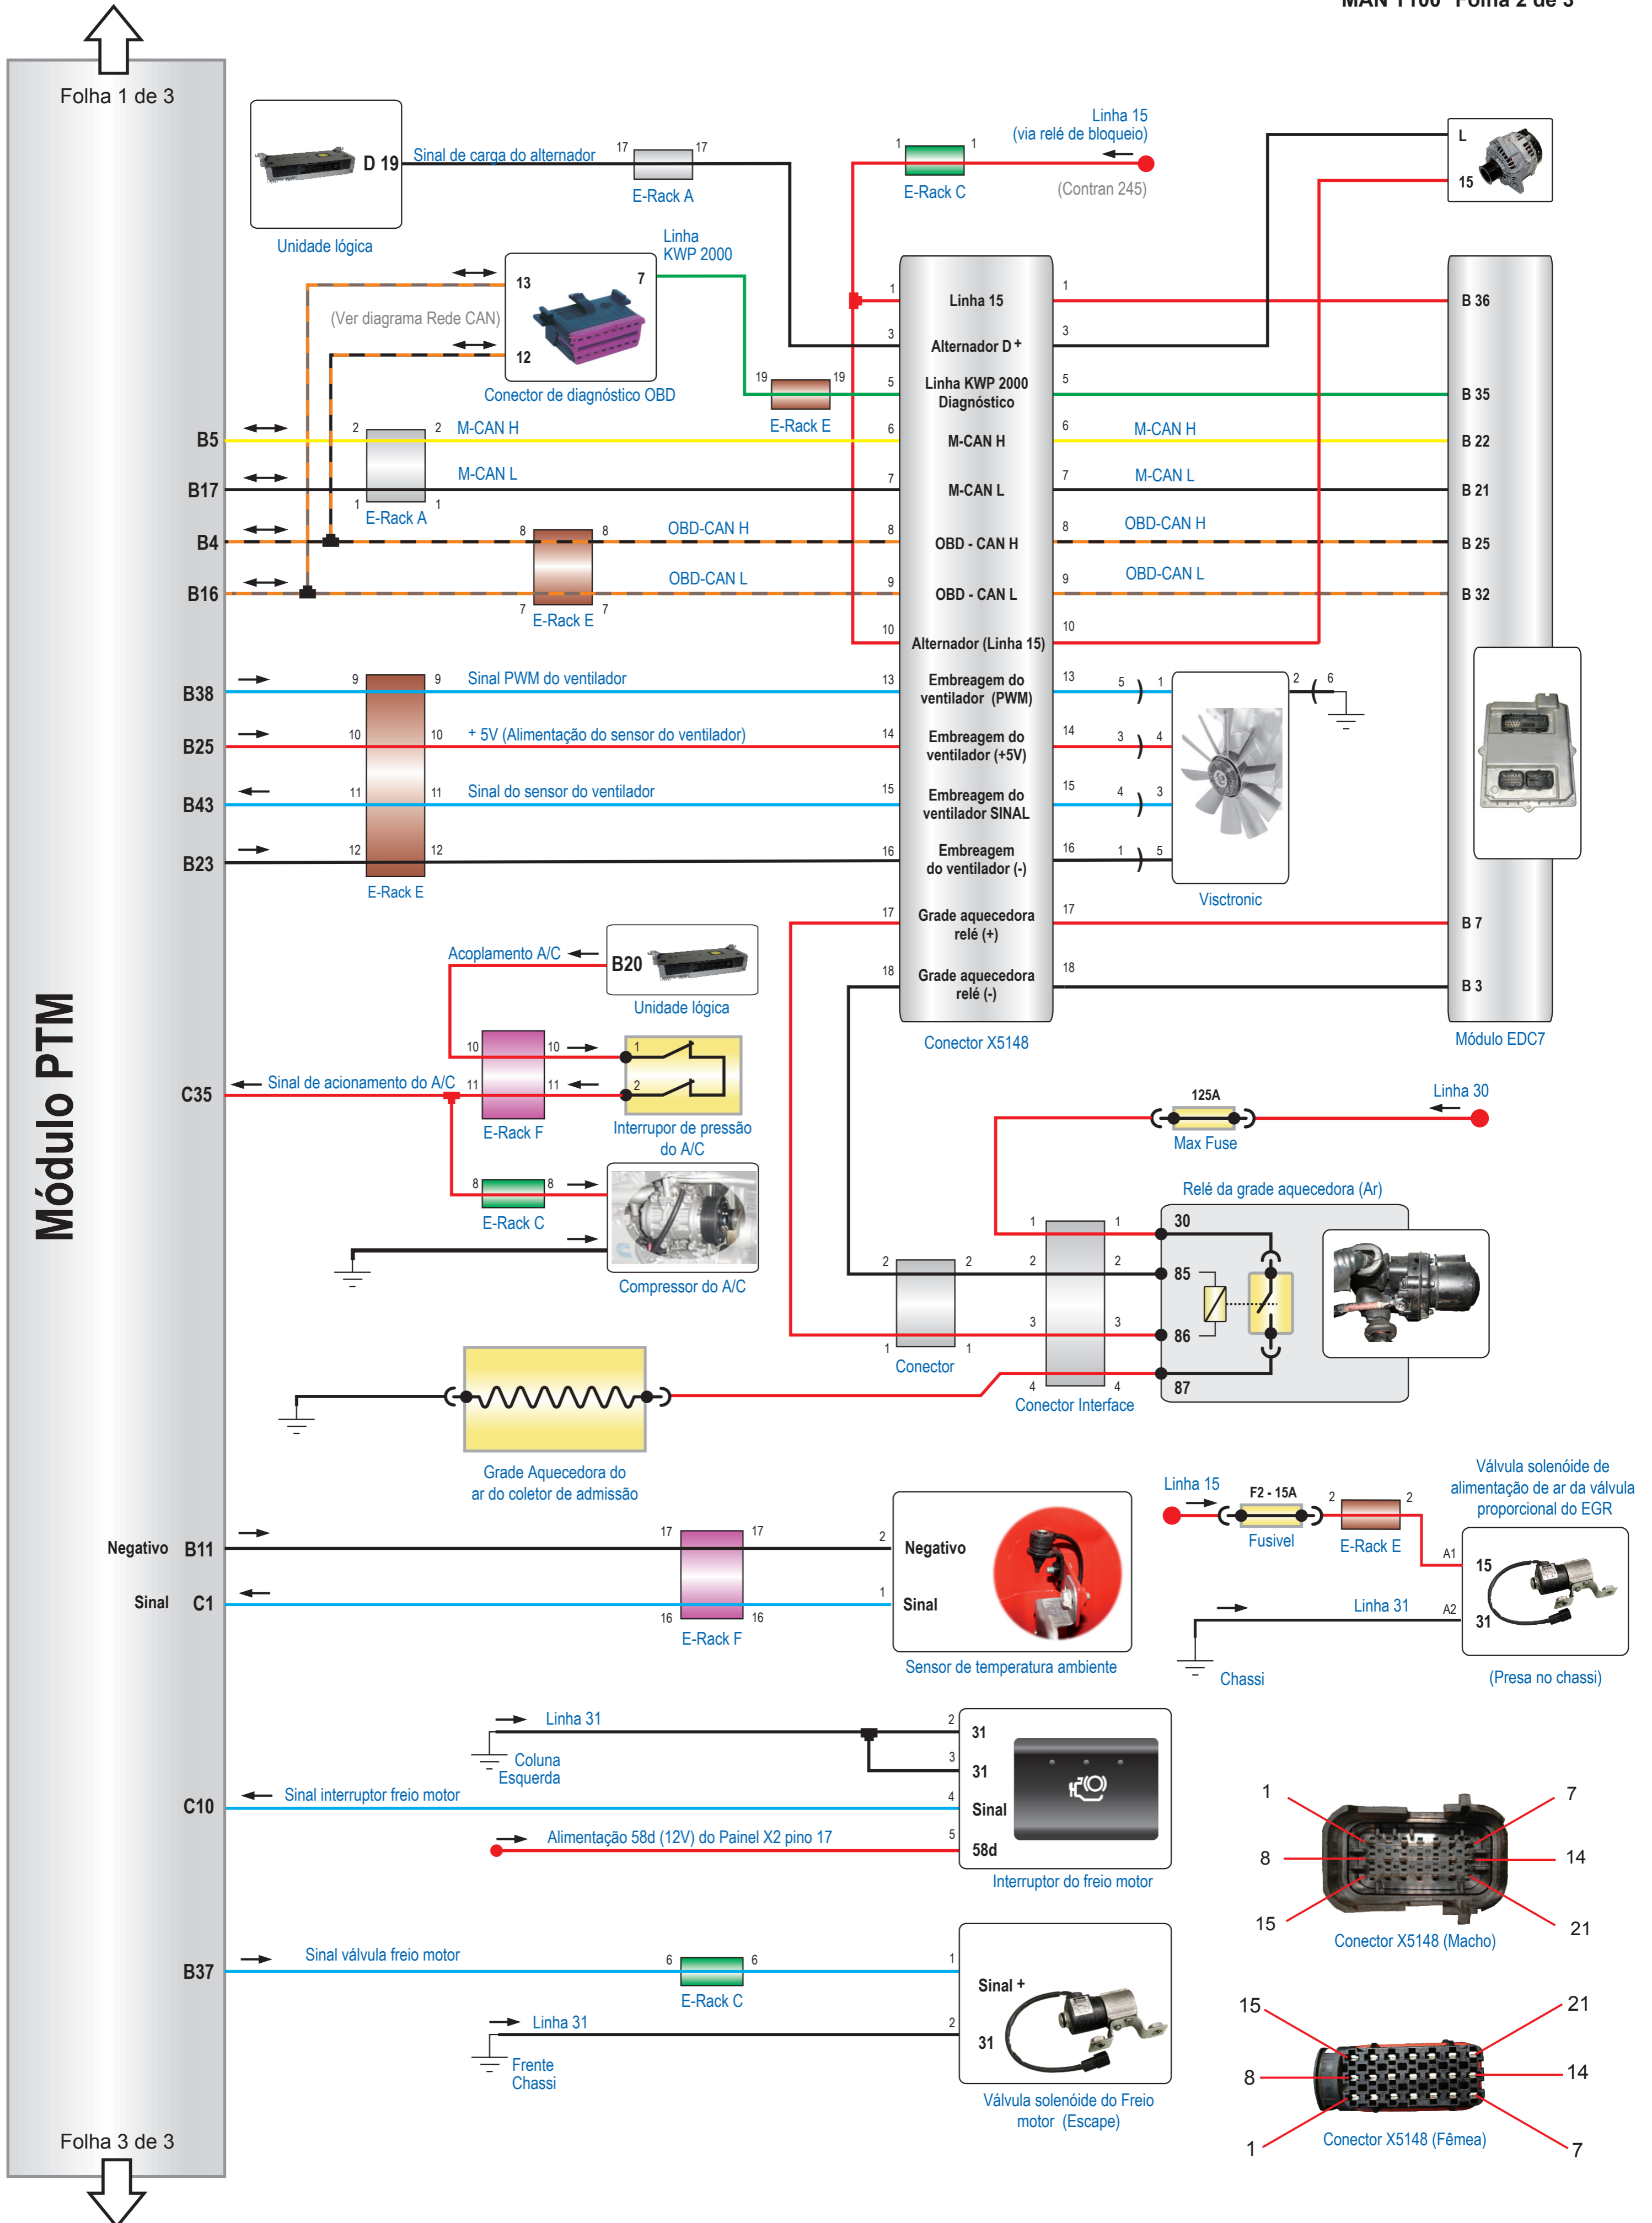 MAN 1100 Folha 2 de 3
Folha 1 de 3
D 19
Unidade lógica
Sinal de carga do alternador
17 17
E-Rack A
1 1
E-Rack C
Linha 15
(via relé de bloqueio)
(Contran 245)
L
15
13
12
7
Linha
KWP 2000
(Ver diagrama Rede CAN)
Conector de diagnóstico OBD
19 19
E-Rack E
1 Linha 15 1 B 36
3 Alternador D+ 3
5 Linha KWP 2000
Diagnóstico 5 B 35
B5 2 2 M-CAN H 6 M-CAN H 6 M-CAN H B 22
B17 1 1 M-CAN L 7 M-CAN L 7 M-CAN L B 21
E-Rack A
B4 8 8 OBD-CAN H 8 OBD - CAN H 8 OBD-CAN H B 25
B16 7 7 OBD-CAN L 9 OBD - CAN L 9 OBD-CAN L B 32
E-Rack E
10 Alternador (Linha 15) 10
B38 9 9 Sinal PWM do ventilador 13 Embreagem do
ventilador (PWM) 13 5 1 2 6
B25 10 10 + 5V (Alimentação do sensor do ventilador) 14 Embreagem do
ventilador (+5V) 14 3 4
B43 11 11 Sinal do sensor do ventilador 15 Embreagem do
ventilador SINAL 15 4 3
B23 12 12 16 Embreagem
do ventilador (-) 16 1 5
E-Rack E
Visctronic
17 Grade aquecedora
relé (+) 17 B 7
18 Grade aquecedora
relé (-) 18 B 3
Conector X5148
Módulo EDC7
Módulo PTM
Acoplamento A/C
B20
Unidade lógica
10 10 1
C35 Sinal de acionamento do A/C 11 11 2
E-Rack F
Interrupor de pressão
do A/C
8 8
E-Rack C
Compressor do A/C
125A
Max Fuse
Linha 30
Relé da grade aquecedora (Ar)
1 1 30
2 2 2 2 85
1 1 3 3 86
4 4 87
Conector
Conector Interface
Grade Aquecedora do
ar do coletor de admissão
Negativo B11 17 17 2 Negativo
Sinal C1 16 16 1 Sinal
E-Rack F
Sensor de temperatura ambiente
Linha 15
F2 - 15A
Fusivel
2 2
E-Rack E
Válvula solenóide de
alimentação de ar da válvula
proporcional do EGR
A1 15
Linha 31 A2 31
Chassi
(Presa no chassi)
Linha 31 2 31
Coluna
Esquerda
3 31
C10 Sinal interruptor freio motor 4 Sinal
Alimentação 58d (12V) do Painel X2 pino 17 5 58d
Interruptor do freio motor
1 7
8 14
15 21
Conector X5148 (Macho)
B37 Sinal válvula freio motor 6 6 1 Sinal +
E-Rack C
Linha 31 2 31
Frente
Chassi
Válvula solenóide do Freio
motor (Escape)
15 21
8 14
1 7
Conector X5148 (Fêmea)
Folha 3 de 3